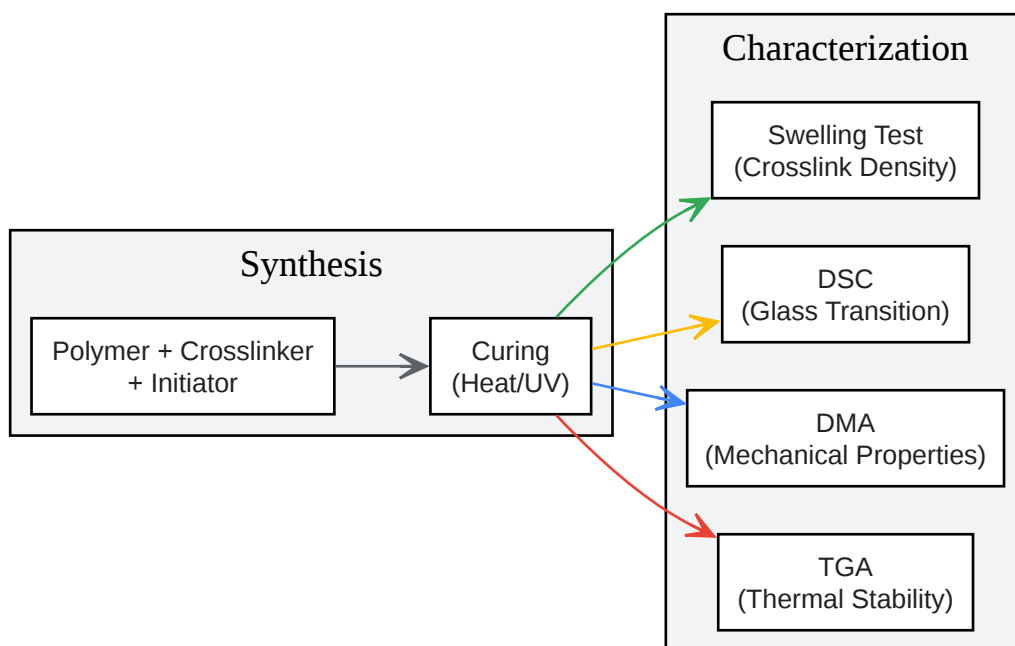 Synthesis
Polymer + Crosslinker
+ Initiator
Curing
(Heat/UV)
Characterization
Swelling Test
(Crosslink Density)
DSC
(Glass Transition)
DMA
(Mechanical Properties)
TGA
(Thermal Stability)